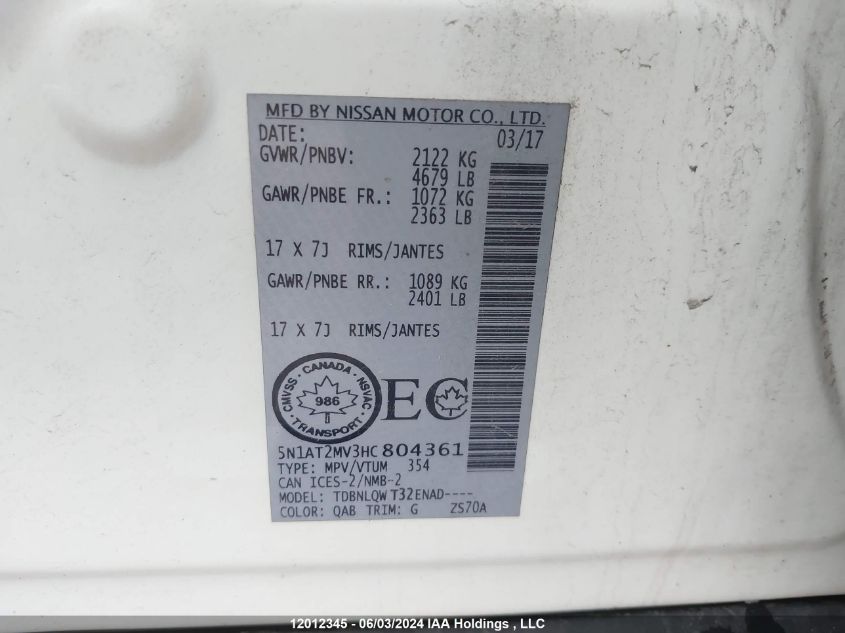 MFD BY NISSAN MOTOR CO., LTD.
DATE: 03/17
GVWR/PNBV: 2122 KG
4679 LB
GAWR/PNBE FR.: 1072 KG
2363 LB
17 X 7J RIMS/JANTES
GAWR/PNBE RR.: 1089 KG
2401 LB
17 X 7J RIMS/JANTES
CANADA
CMVSS · NSVAC
986
TRANSPORT
EC
5N1AT2MV3HC804361
TYPE: MPV/VTUM 354
CAN ICES-2/NMB-2
MODEL: TDBNLQW T32ENAD----
COLOR: QAB TRIM: G ZS70A
12012345 - 06/03/2024 IAA Holdings , LLC